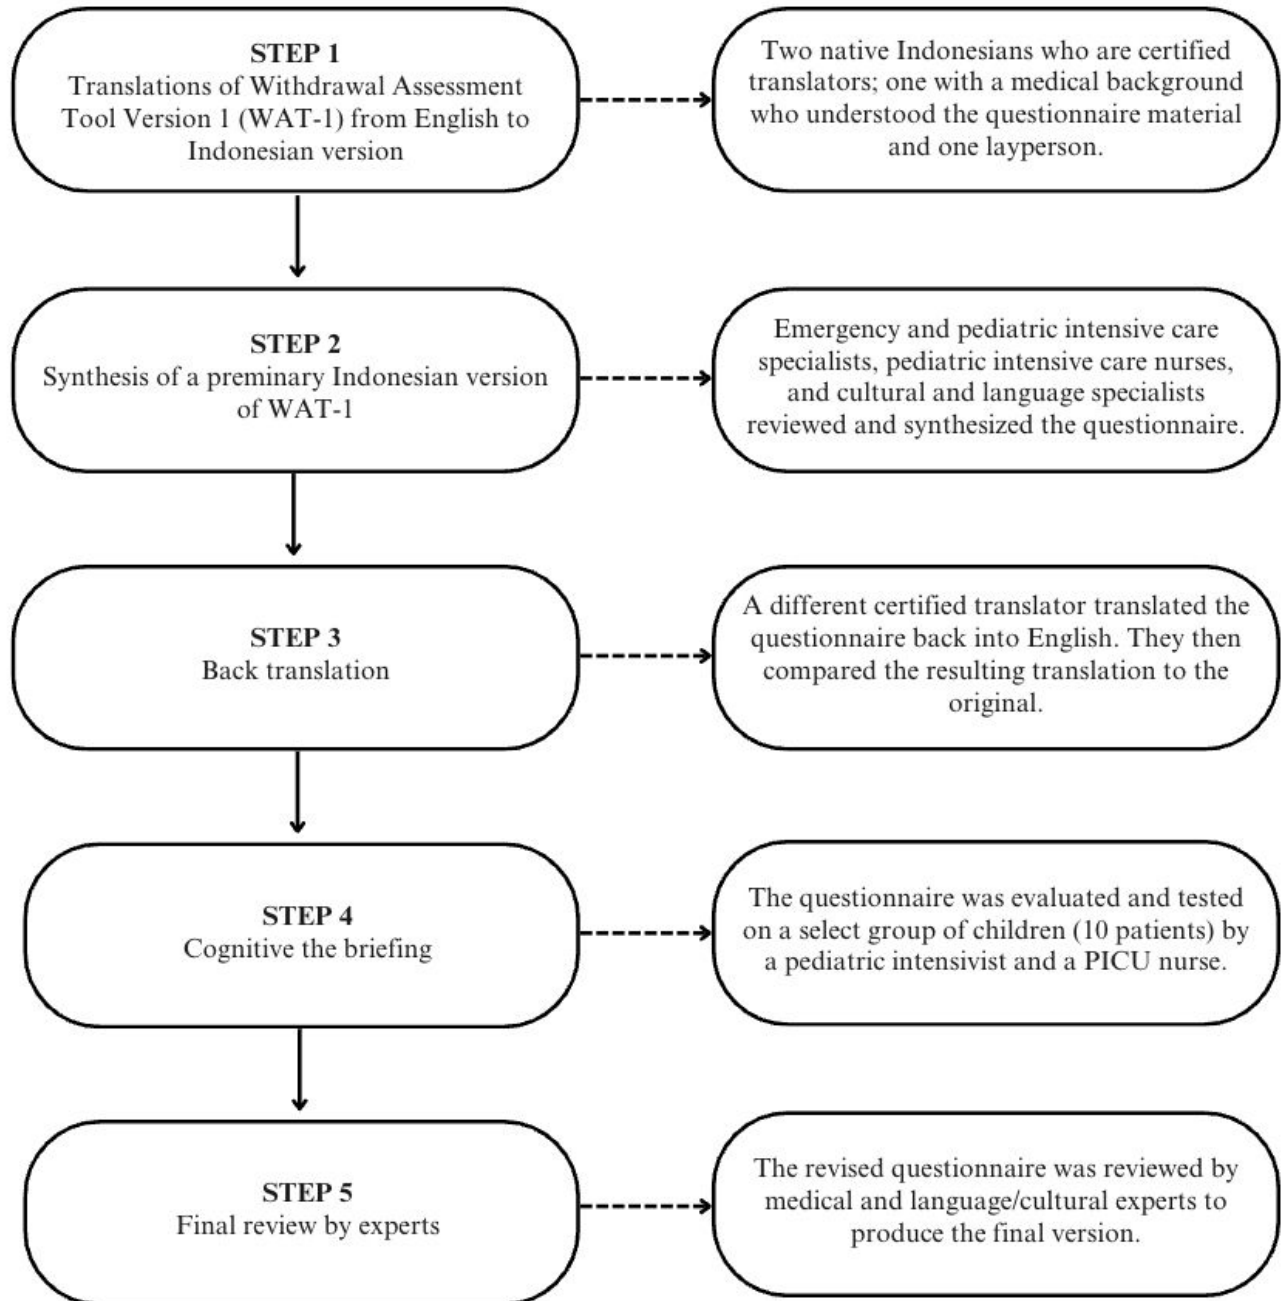 STEP 1
Translations of Withdrawal Assessment
Tool Version 1 (WAT-1) from English to
Indonesian version
Two native Indonesians who are certified
translators; one with a medical background
who understood the questionnaire material
and one layperson.
STEP 2
Synthesis of a preminary Indonesian version
of WAT-1
Emergency and pediatric intensive care
specialists, pediatric intensive care nurses,
and cultural and language specialists
reviewed and synthesized the questionnaire.
STEP 3
Back translation
A different certified translator translated the
questionnaire back into English. They then
compared the resulting translation to the
original.
STEP 4
Cognitive the briefing
The questionnaire was evaluated and tested
on a select group of children (10 patients) by
a pediatric intensivist and a PICU nurse.
STEP 5
Final review by experts
The revised questionnaire was reviewed by
medical and language/cultural experts to
produce the final version.